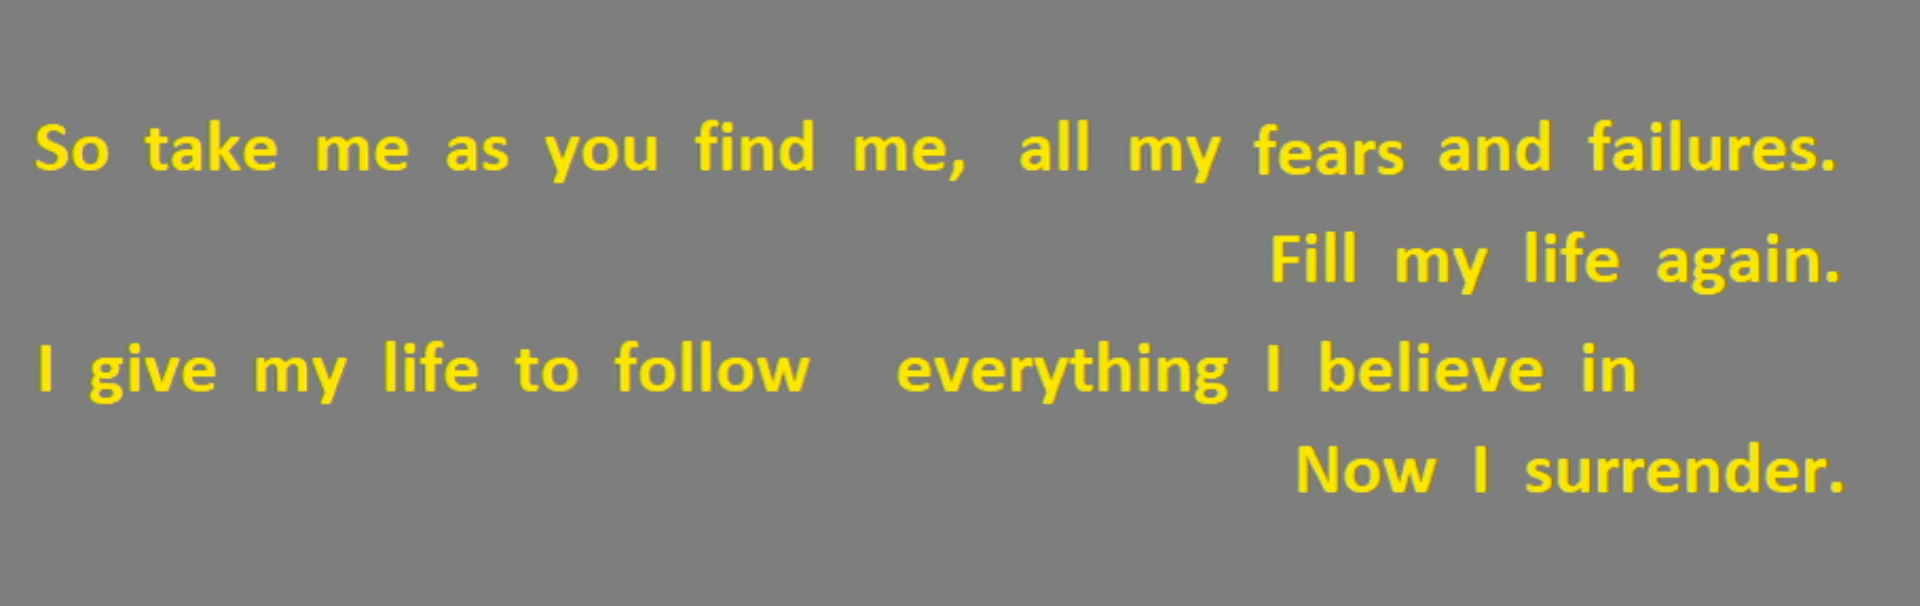 So take me as you find me, all my fears and failures.
Fill my life again.
I give my life to follow everything I believe in
Now I surrender.